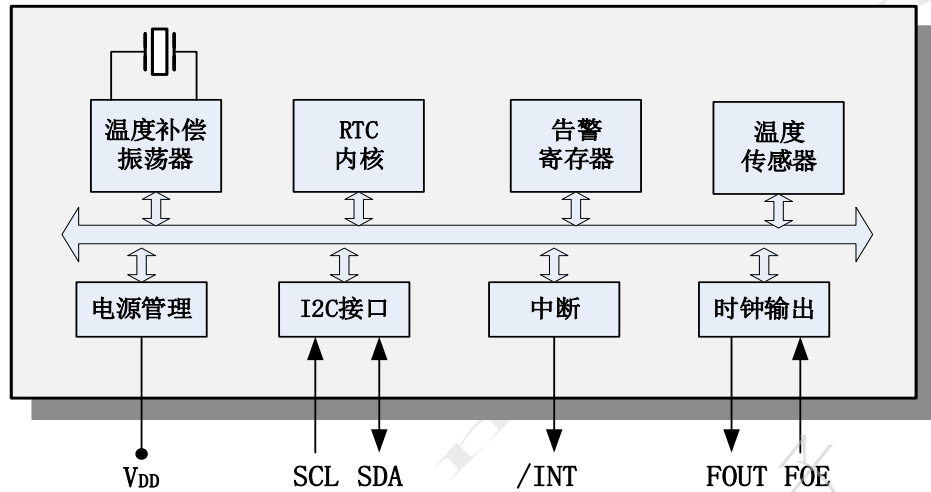 温度补偿
振荡器
RTC
内核
告警
寄存器
温度
传感器
电源管理
I2C接口
中断
时钟输出
VDD
SCL SDA
/INT
FOUT FOE